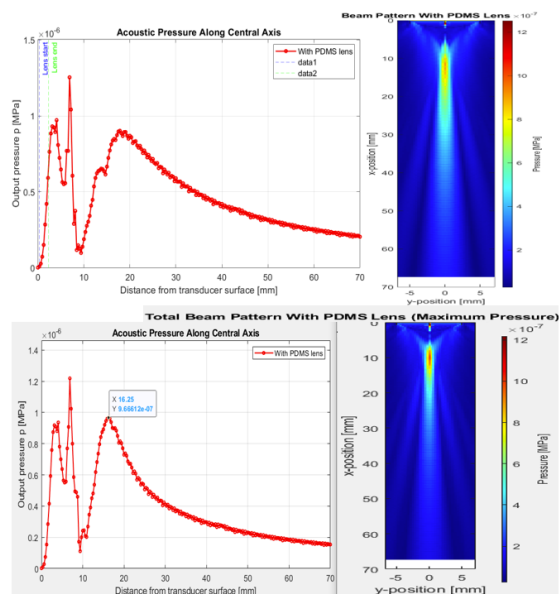 Acoustic Pressure Along Central Axis
×10⁻⁶
1.5
1
0.5
0
Output pressure p [MPa]
Lens start
Lens end
With PDMS lens
data1
data2
0 10 20 30 40 50 60 70
Distance from transducer surface [mm]
Beam Pattern With PDMS Lens
×10⁻⁷
0
10
20
30
40
50
60
70
x-position [mm]
-5 0 5
y-position [mm]
12
10
8
6
4
2
Pressure [MPa]
Total Beam Pattern With PDMS Lens (Maximum Pressure)
Acoustic Pressure Along Central Axis
×10⁻⁶
1.4
1.2
1
0.8
0.6
0.4
0.2
0
Output pressure p [MPa]
With PDMS lens
X 16.25
Y 9.66612e-07
0 10 20 30 40 50 60 70
Distance from transducer surface [mm]
×10⁻⁷
0
10
20
30
40
50
60
70
x-position [mm]
-5 0 5
y-position [mm]
12
10
8
6
4
2
Pressure [MPa]